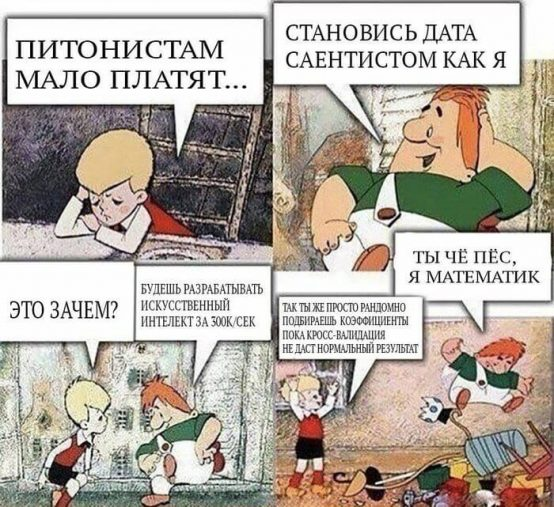 ПИТОНИСТАМ
МАЛО ПЛАТЯТ...
СТАНОВИСЬ ДАТА
САЕНТИСТОМ КАК Я
ЭТО ЗАЧЕМ?
БУДЕШЬ РАЗРАБАТЫВАТЬ
ИСКУССТВЕННЫЙ
ИНТЕЛЕКТ ЗА 500К/СЕК
ТАК ТЫ ЖЕ ПРОСТО РАНДОМНО
ПОДБИРАЕШЬ КОЭФФИЦИЕНТЫ
ПОКА КРОСС-ВАЛИДАЦИЯ
НЕ ДАСТ НОРМАЛЬНЫЙ РЕЗУЛЬТАТ
ТЫ ЧЁ ПЁС,
Я МАТЕМАТИК